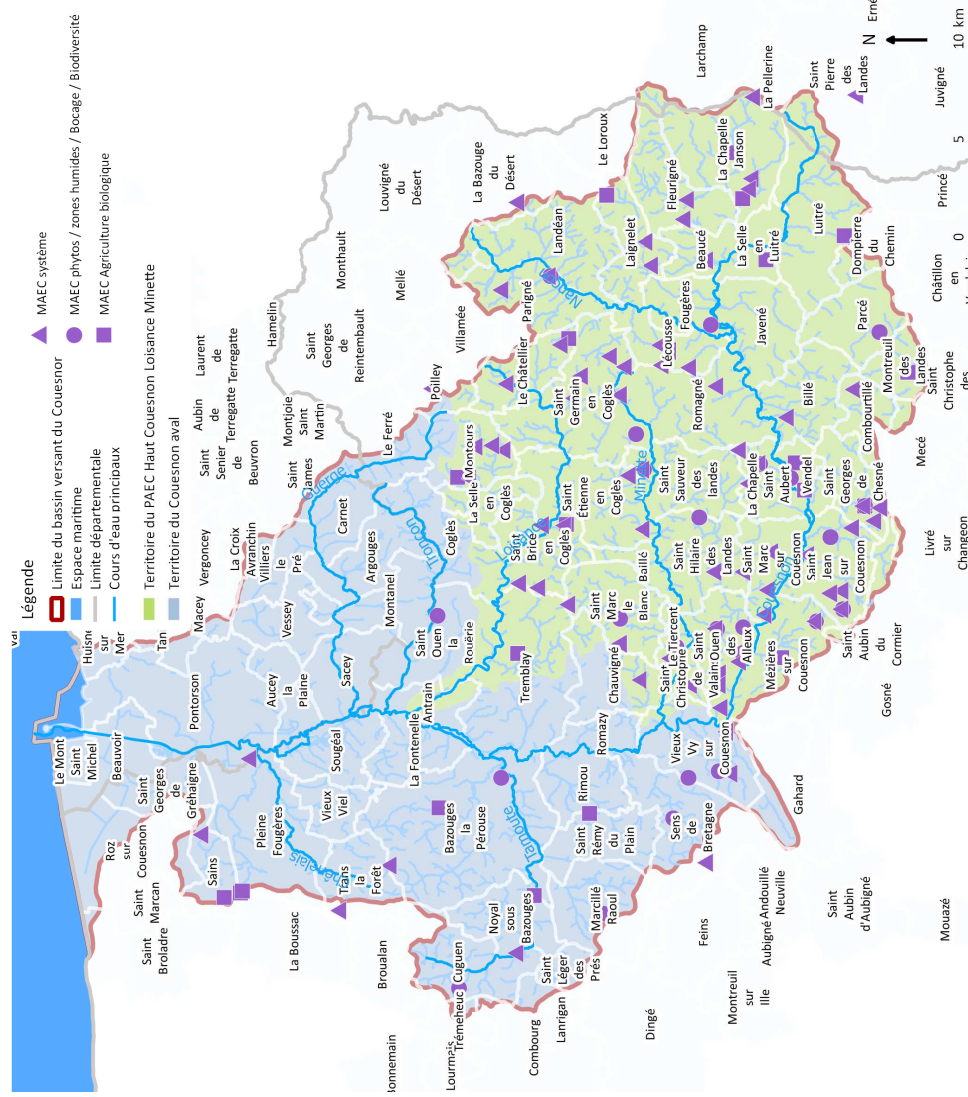 Légende
Limite du bassin versant du Couesnon
Espace maritime
Limite départementale
Cours d'eau principaux
Territoire du PAEC Haut Couesnon Loisance Minette
Territoire du Couesnon aval
MAEC système
MAEC phytos / zones humides / Bocage / Biodiversité
MAEC Agriculture biologique
Huisnes
sur
Mer
Tanis
Macey
Vergoncey
La Croix
Avranchin
Villiers
le
Pré
Saint
Senier
de
Beuvron
Aubin
de
Terregatte
Laurent
de
Terregatte
Saint
James
Montjoie
Saint
Martin
Hamelin
Saint
Georges
de
Reintembault
Monthault
Louvigné
du
Désert
Mellé
La Bazouge
du
Désert
Villamée
Poilley
Le Ferré
Carnet
Argouges
Montanel
Vessey
Sacey
Aucey
la
Plaine
Pontorson
Le Mont
Saint
Michel
Beauvoir
Saint
Georges
de
Gréhaigne
Roz
sur
Couesnon
Saint
Marcan
Saint
Broladre
Sains
Pleine
Fougères
Sougéal
Vieux
Viel
La Boussac
Trans
la
Forêt
La Fontenelle
Antrain
Saint
Ouen
la
Rouërie
Coglès
La Selle
en
Coglès
Montours
Le Châtellier
Parigné
Landéan
Le Loroux
Larchamp
Broualan
Bazouges
la
Pérouse
Tremblay
Saint
Brice
en
Coglès
Saint
Étienne
en
Coglès
Saint
Germain
en
Coglès
Laignelet
Fleurigné
La Chapelle
Janson
La Pellerine
Saint
Pierre
des
Landes
Juvigné
Beaucé
Lécousse
Fougères
La Selle
en
Luitré
Luitré
Dompierre
du
Chemin
Princé
Châtillon
en
Javené
Parcé
Romagné
Billé
Combourtillé
Montreuil
des
Landes
Saint
Christophe
des
Mecé
Saint
Sauveur
des
landes
La Chapelle
Saint
Aubert
Vendel
Saint
Georges
de
Chesné
Livré
sur
Changeon
Saint
Marc
le
Blanc
Baillé
Saint
Hilaire
des
Landes
Saint
Marc
sur
Couesnon
Saint
Jean
sur
Couesnon
Chauvigné
Le Tiercent
Saint
Christophe
de
Valains
Saint
Ouen
des
Alleux
Mézières
sur
Couesnon
Saint
Aubin
du
Cormier
Gosné
Romazy
Rimou
Vieux
Vy
sur
Couesnon
Saint
Rémy
du
Plain
Sens
de
Bretagne
Gahard
Noyal
sous
Bazouges
Marcillé
Raoul
Feins
Andouillé
Neuville
Aubigné
Saint
Aubin
d'Aubigné
Mouazé
Cuguen
Trémeheuc
Lourmais
Bonnemain
Combourg
Saint
Léger
des
Prés
Lanrigan
Dingé
Montreuil
sur
Ille
Guerge
Tronçon
Loisance
Minette
Nançon
Couesnon
Tamoute
N
0 5 10 km